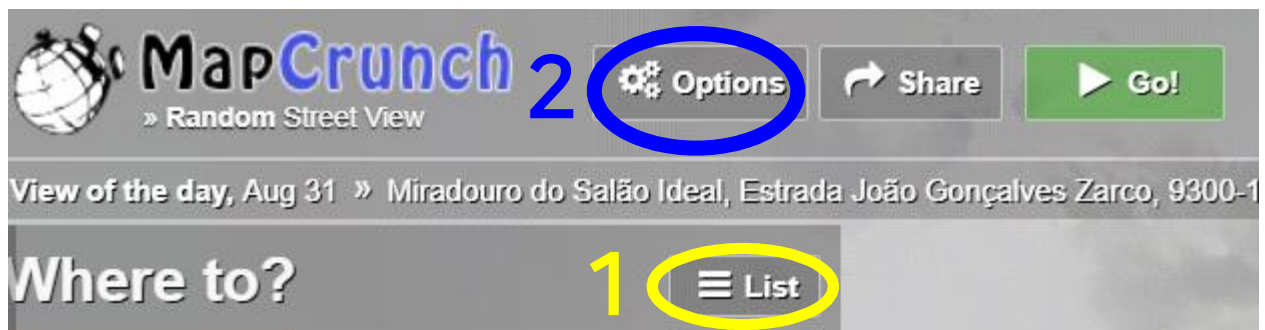 MapCrunch
» Random Street View
2
Options
Share
Go!
View of the day, Aug 31 » Miradouro do Salão Ideal, Estrada João Gonçalves Zarco, 9300-1
Where to?
1
List